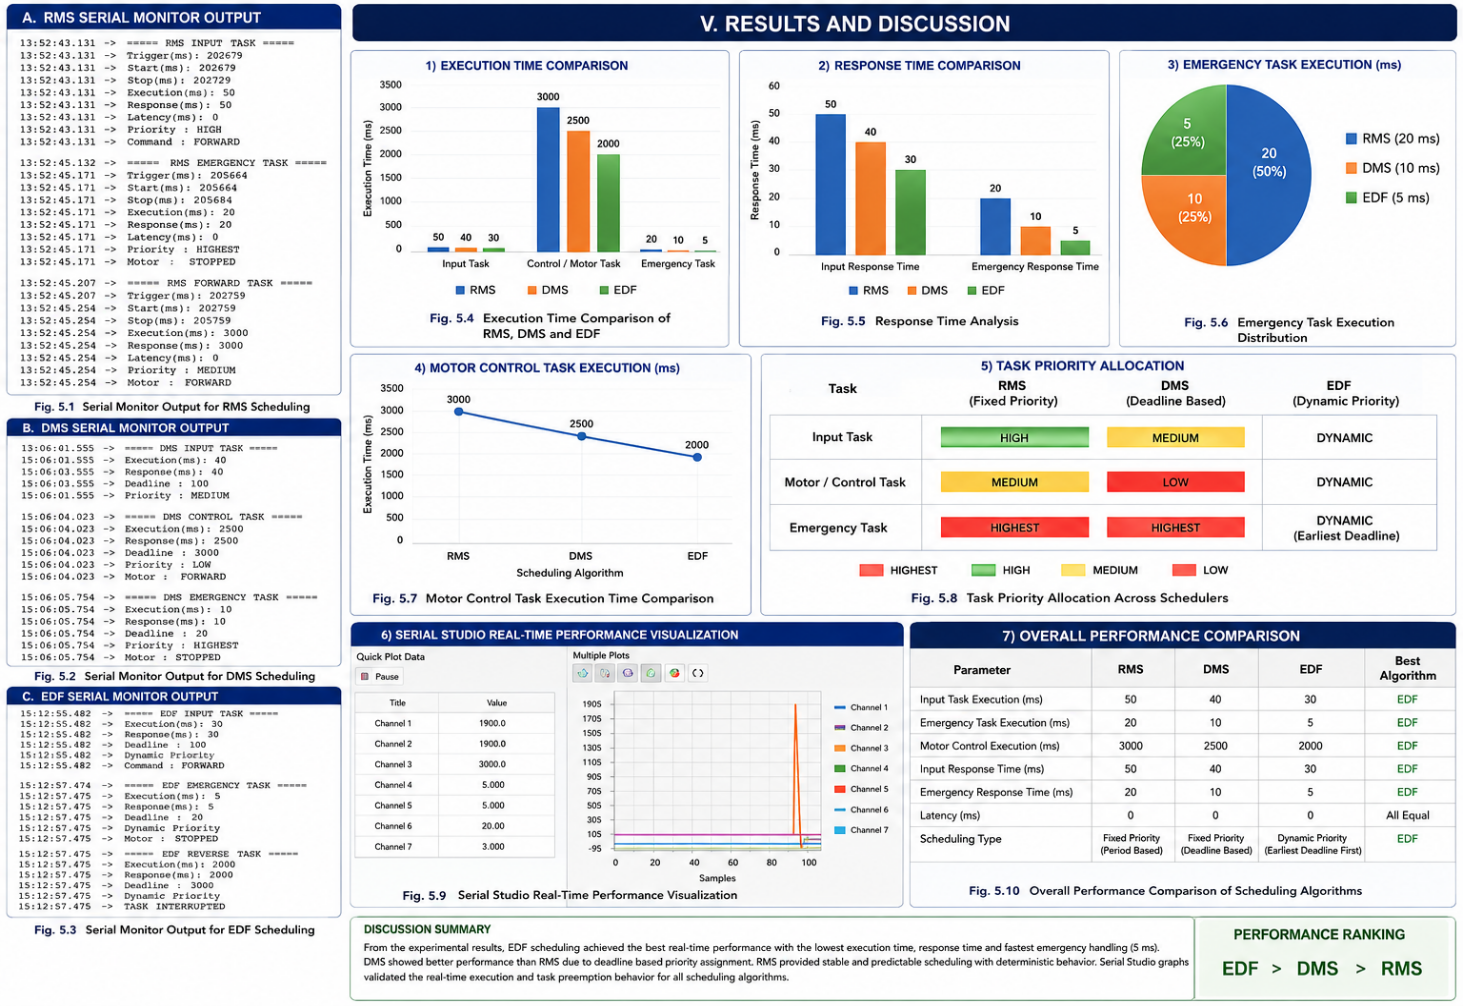 A. RMS SERIAL MONITOR OUTPUT
13:52:43.131 -> ===== RMS INPUT TASK =====
13:52:43.131 -> Trigger(ms): 202679
13:52:43.131 -> Start(ms): 202679
13:52:43.131 -> Stop(ms): 202729
13:52:43.131 -> Execution(ms): 50
13:52:43.131 -> Response(ms): 50
13:52:43.131 -> Latency(ms): 0
13:52:43.131 -> Priority : HIGH
13:52:43.131 -> Command : FORWARD
13:52:45.132 -> ===== RMS EMERGENCY TASK =====
13:52:45.171 -> Trigger(ms): 205664
13:52:45.171 -> Start(ms): 205664
13:52:45.171 -> Stop(ms): 205684
13:52:45.171 -> Execution(ms): 20
13:52:45.171 -> Response(ms): 20
13:52:45.171 -> Latency(ms): 0
13:52:45.171 -> Priority : HIGHEST
13:52:45.171 -> Motor : STOPPED
13:52:45.207 -> ===== RMS FORWARD TASK =====
13:52:45.207 -> Trigger(ms): 202759
13:52:45.254 -> Start(ms): 202759
13:52:45.254 -> Stop(ms): 205759
13:52:45.254 -> Execution(ms): 3000
13:52:45.254 -> Response(ms): 3000
13:52:45.254 -> Latency(ms): 0
13:52:45.254 -> Priority : MEDIUM
13:52:45.254 -> Motor : FORWARD
Fig. 5.1 Serial Monitor Output for RMS Scheduling
B. DMS SERIAL MONITOR OUTPUT
13:06:01.555 -> ===== DMS INPUT TASK =====
15:06:01.555 -> Execution(ms): 40
15:06:03.555 -> Response(ms): 40
15:06:03.555 -> Deadline : 100
15:06:01.555 -> Priority : MEDIUM
15:06:04.023 -> ===== DMS CONTROL TASK =====
15:06:04.023 -> Execution(ms): 2500
15:06:04.023 -> Response(ms): 2500
15:06:04.023 -> Deadline : 3000
15:06:04.023 -> Priority : LOW
15:06:04.023 -> Motor : FORWARD
15:06:05.754 -> ===== DMS EMERGENCY TASK =====
15:06:05.754 -> Execution(ms): 10
15:06:05.754 -> Response(ms): 10
15:06:05.754 -> Deadline : 20
15:06:05.754 -> Priority : HIGHEST
15:06:05.754 -> Motor : STOPPED
Fig. 5.2 Serial Monitor Output for DMS Scheduling
C. EDF SERIAL MONITOR OUTPUT
15:12:55.482 -> ===== EDF INPUT TASK =====
15:12:55.482 -> Execution(ms): 30
15:12:55.482 -> Response(ms): 30
15:12:55.482 -> Deadline : 100
15:12:55.482 -> Dynamic Priority
15:12:55.482 -> Command : FORWARD
15:12:57.474 -> ===== EDF EMERGENCY TASK =====
15:12:57.475 -> Execution(ms): 5
15:12:57.475 -> Response(ms): 5
15:12:57.475 -> Deadline : 20
15:12:57.475 -> Dynamic Priority
15:12:57.475 -> Motor : STOPPED
15:12:57.475 -> ===== EDF REVERSE TASK =====
15:12:57.475 -> Execution(ms): 2000
15:12:57.475 -> Response(ms): 2000
15:12:57.475 -> Deadline : 3000
15:12:57.475 -> Dynamic Priority
15:12:57.475 -> TASK INTERRUPTED
Fig. 5.3 Serial Monitor Output for EDF Scheduling
V. RESULTS AND DISCUSSION
1) EXECUTION TIME COMPARISON
Execution Time (ms)
3500
3000
2500
2000
1500
1000
500
0
50 40 30
3000 2500 2000
20 10 5
Input Task Control / Motor Task Emergency Task
RMS DMS EDF
Fig. 5.4 Execution Time Comparison of
RMS, DMS and EDF
2) RESPONSE TIME COMPARISON
Response Time (ms)
60
50
40
30
20
10
0
50 40 30
20 10 5
Input Response Time Emergency Response Time
RMS DMS EDF
Fig. 5.5 Response Time Analysis
3) EMERGENCY TASK EXECUTION (ms)
5
(25%)
20
(50%)
10
(25%)
RMS (20 ms)
DMS (10 ms)
EDF (5 ms)
Fig. 5.6 Emergency Task Execution
Distribution
4) MOTOR CONTROL TASK EXECUTION (ms)
Execution Time (ms)
3500
3000
2500
2000
1500
1000
500
0
3000
2500
2000
RMS DMS EDF
Scheduling Algorithm
Fig. 5.7 Motor Control Task Execution Time Comparison
5) TASK PRIORITY ALLOCATION
Task RMS DMS EDF
(Fixed Priority) (Deadline Based) (Dynamic Priority)
Input Task HIGH MEDIUM DYNAMIC
Motor / Control Task MEDIUM LOW DYNAMIC
Emergency Task HIGHEST HIGHEST DYNAMIC
(Earliest Deadline)
HIGHEST HIGH MEDIUM LOW
Fig. 5.8 Task Priority Allocation Across Schedulers
6) SERIAL STUDIO REAL-TIME PERFORMANCE VISUALIZATION
Quick Plot Data
Pause
Title Value
Channel 1 1900.0
Channel 2 1900.0
Channel 3 3000.0
Channel 4 5.000
Channel 5 5.000
Channel 6 20.00
Channel 7 3.000
Multiple Plots
1905
1705
1505
1305
1105
905
705
505
305
105
-95
0 20 40 60 80 100
Samples
Channel 1
Channel 2
Channel 3
Channel 4
Channel 5
Channel 6
Channel 7
Fig. 5.9 Serial Studio Real-Time Performance Visualization
7) OVERALL PERFORMANCE COMPARISON
Parameter RMS DMS EDF Best
Algorithm
Input Task Execution (ms) 50 40 30 EDF
Emergency Task Execution (ms) 20 10 5 EDF
Motor Control Execution (ms) 3000 2500 2000 EDF
Input Response Time (ms) 50 40 30 EDF
Emergency Response Time (ms) 20 10 5 EDF
Latency (ms) 0 0 0 All Equal
Scheduling Type Fixed Priority Fixed Priority Dynamic Priority EDF
(Period Based) (Deadline Based) (Earliest Deadline First)
Fig. 5.10 Overall Performance Comparison of Scheduling Algorithms
DISCUSSION SUMMARY
From the experimental results, EDF scheduling achieved the best real-time performance with the lowest execution time, response time and fastest emergency handling (5 ms).
DMS showed better performance than RMS due to deadline based priority assignment. RMS provided stable and predictable scheduling with deterministic behavior. Serial Studio graphs
validated the real-time execution and task preemption behavior for all scheduling algorithms.
PERFORMANCE RANKING
EDF > DMS > RMS